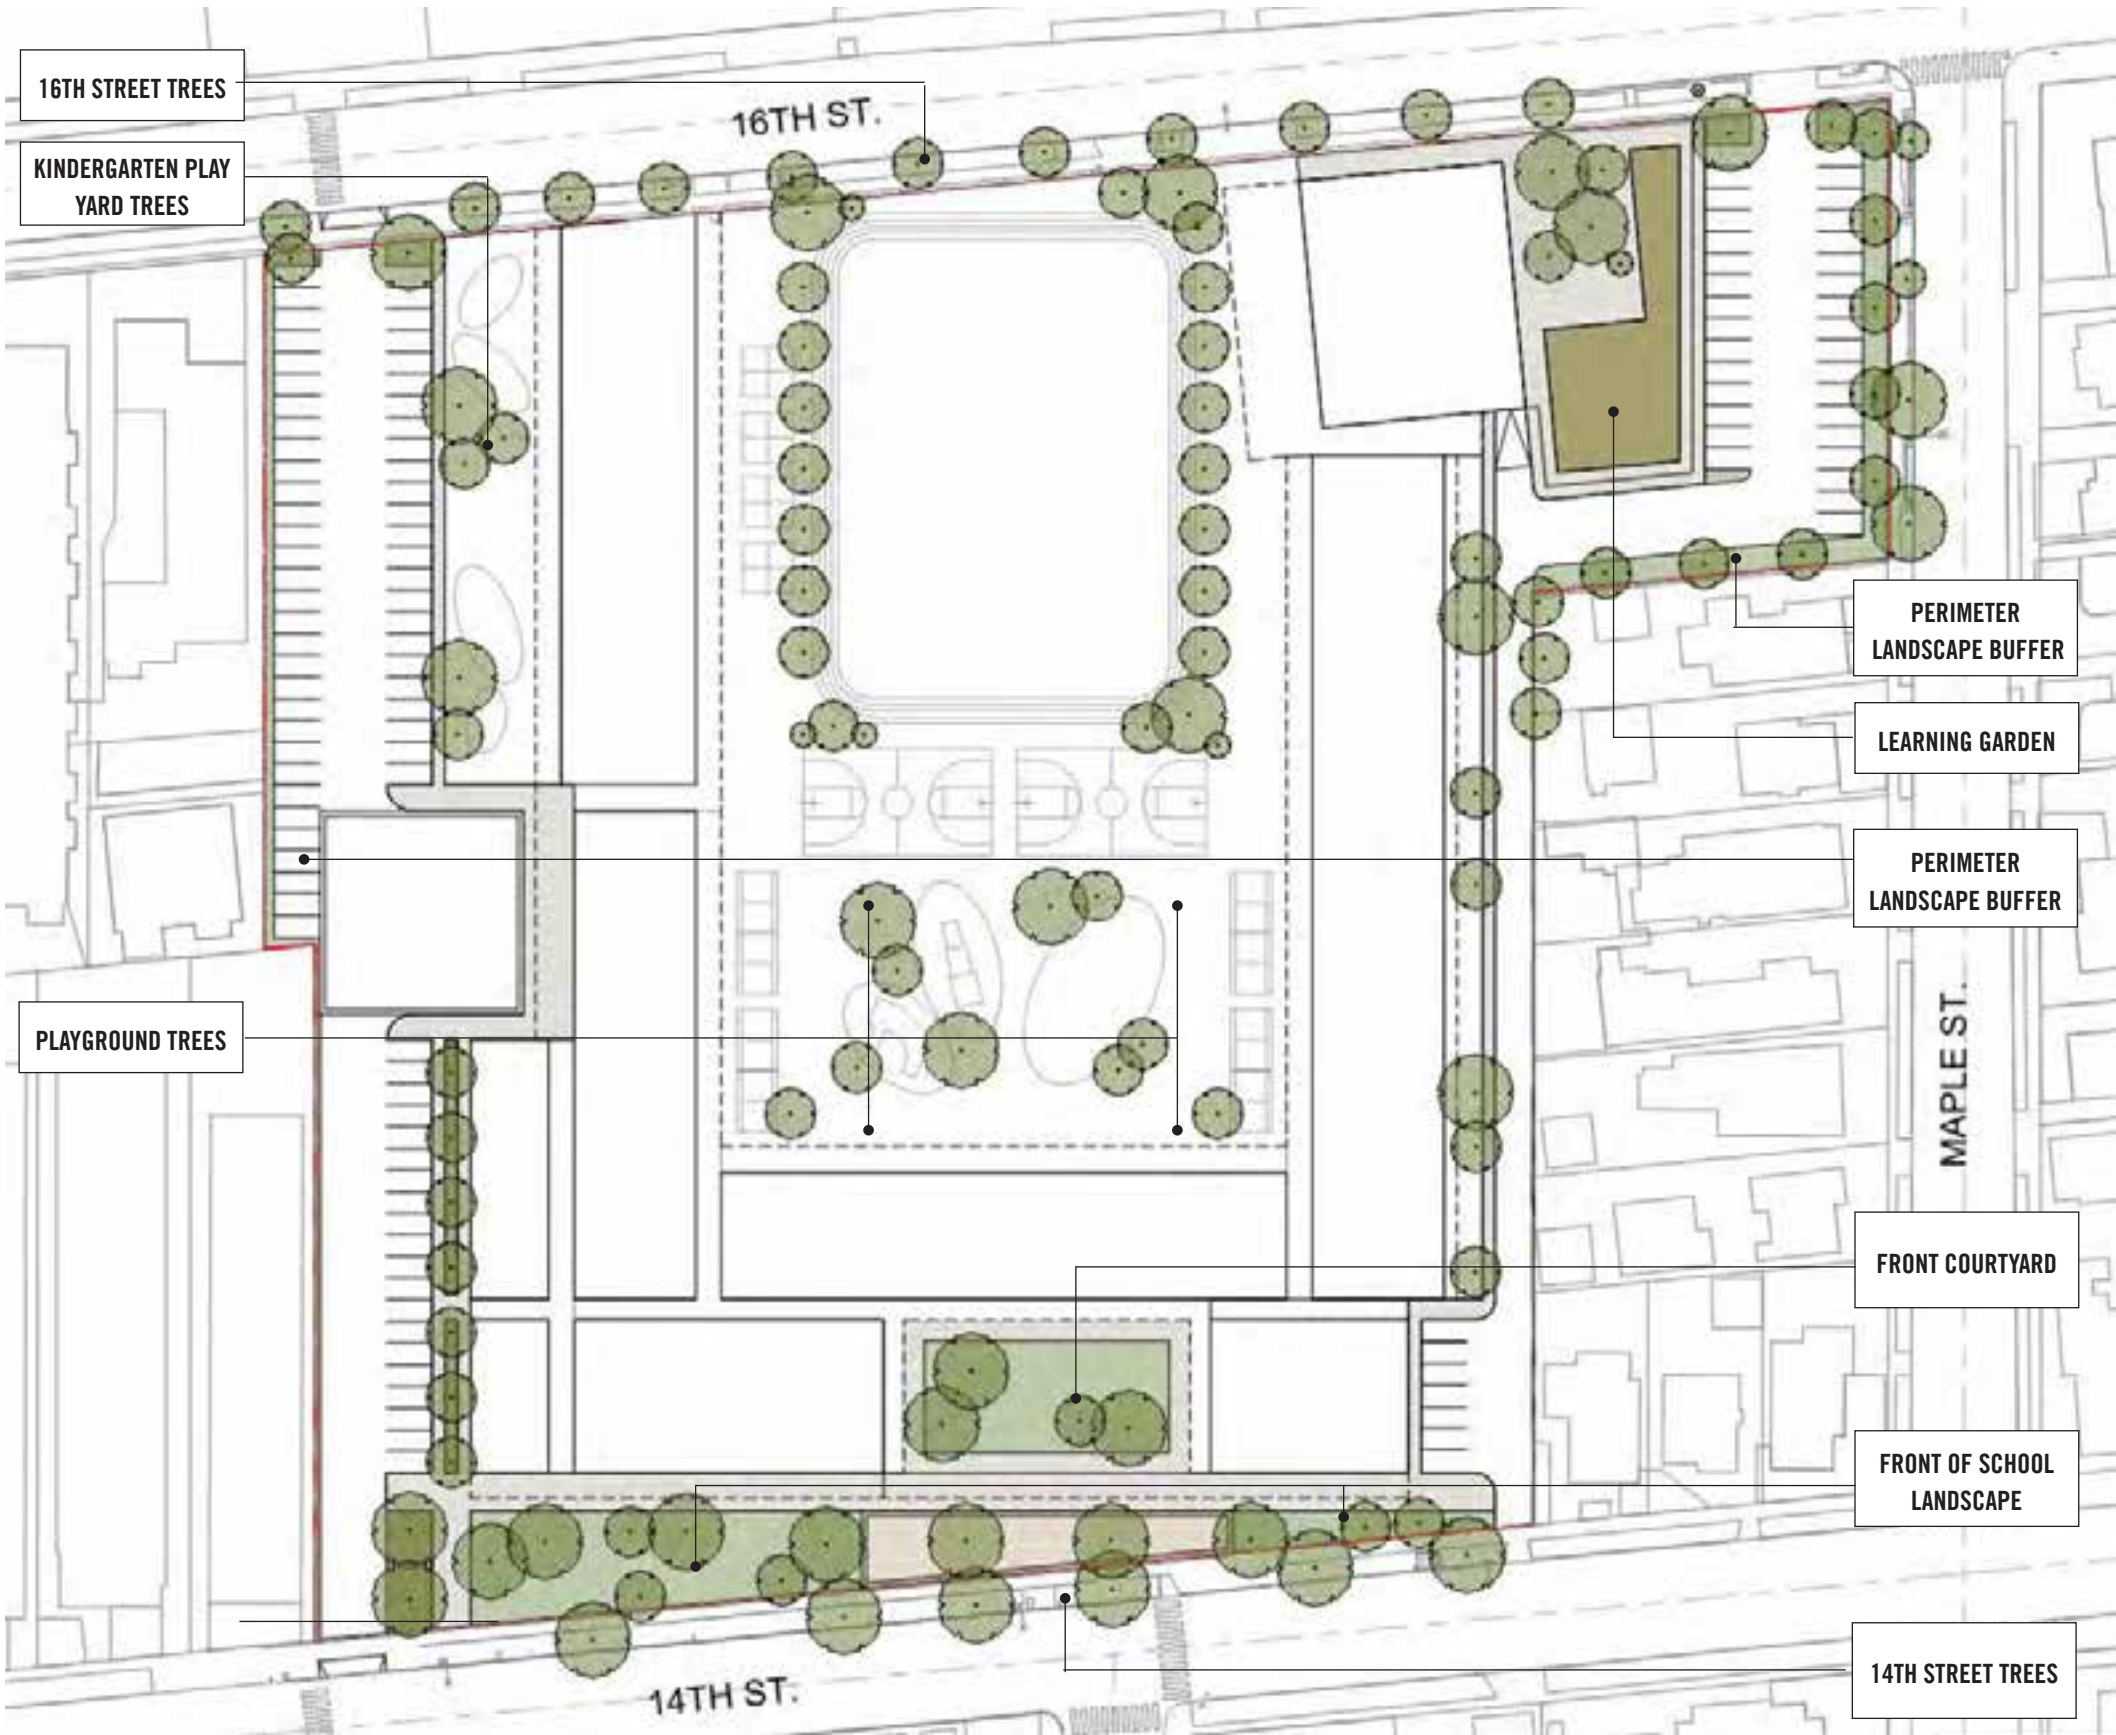 16TH STREET TREES
16TH ST.
KINDERGARTEN PLAY
YARD TREES
PERIMETER
LANDSCAPE BUFFER
LEARNING GARDEN
PERIMETER
LANDSCAPE BUFFER
PLAYGROUND TREES
MAPLE ST.
FRONT COURTYARD
FRONT OF SCHOOL
LANDSCAPE
14TH STREET TREES
14TH ST.